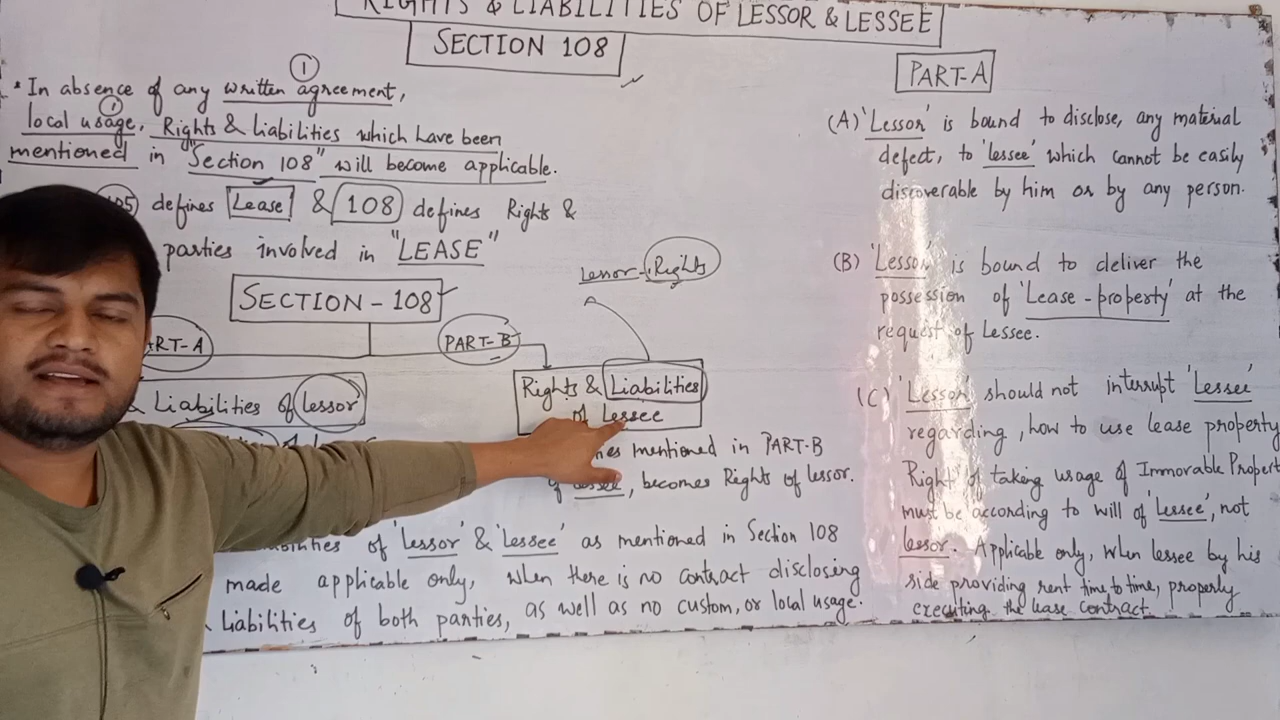 RIGHTS & LIABILITIES OF LESSOR & LESSEE
SECTION 108
①
* In absence of any written agreement,
①
local usage, Rights & Liabilities which have been
mentioned in "Section 108" will become applicable.
defines Lease & 108 defines Rights &
parties involved in "LEASE"
Lessor - Rights
SECTION - 108
PART-B
& Liabilities of lessor
Rights & Liabilities
of Lessee
mentioned in PART-B
of lessee, becomes Rights of lessor.
of 'lessor' & 'lessee' as mentioned in Section 108
made applicable only, when there is no contract disclosing
Liabilities of both parties, as well as no custom, or local usage.
PART-A
(A) 'Lessor' is bound to disclose, any material
defect, to 'lessee' which cannot be easily
discoverable by him or by any person.
(B) 'Lessor' is bound to deliver the
possession of 'Lease-property' at the
request of Lessee.
(C) 'Lessor' should not interrupt 'Lessee'
regarding, how to use lease property
Right of taking usage of Immovable Propert
must be according to will of 'lessee', not
lessor. Applicable only, when lessee by his
side providing rent time to time, properly
executing the lease contract.